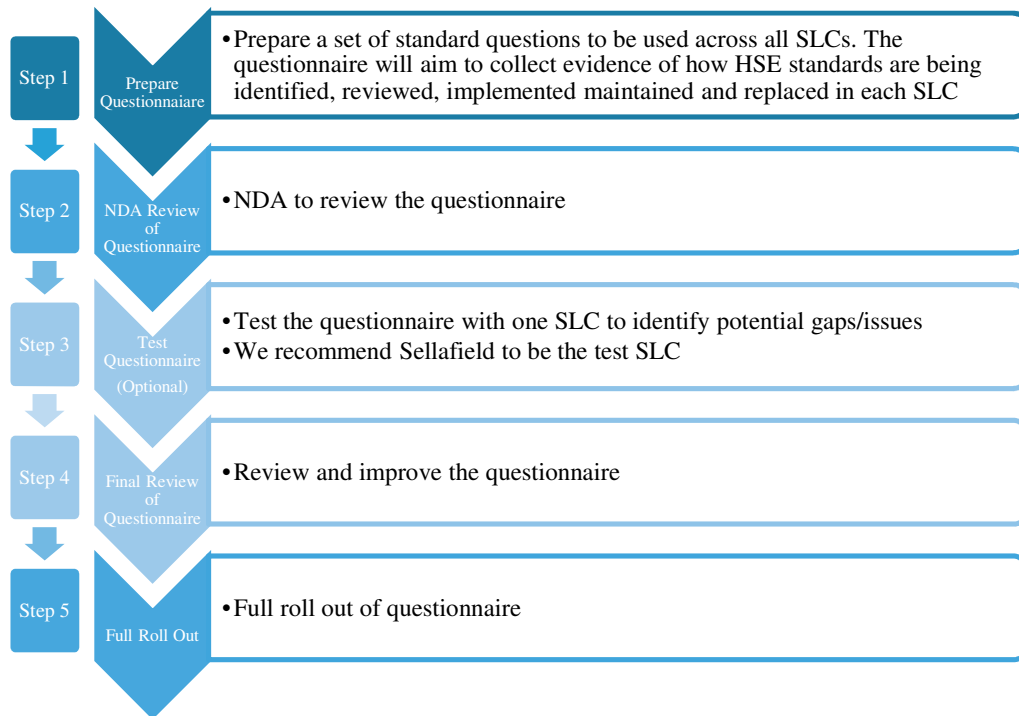 Step 1
Prepare
Questionnaiare
•Prepare a set of standard questions to be used across all SLCs. The
questionnaire will aim to collect evidence of how HSE standards are being
identified, reviewed, implemented maintained and replaced in each SLC
Step 2
NDA Review
of
Questionnaire
•NDA to review the questionnaire
Step 3
Test
Questionnaire
(Optional)
•Test the questionnaire with one SLC to identify potential gaps/issues
•We recommend Sellafield to be the test SLC
Step 4
Final Review
of
Questionnaire
•Review and improve the questionnaire
Step 5
Full Roll Out
•Full roll out of questionnaire